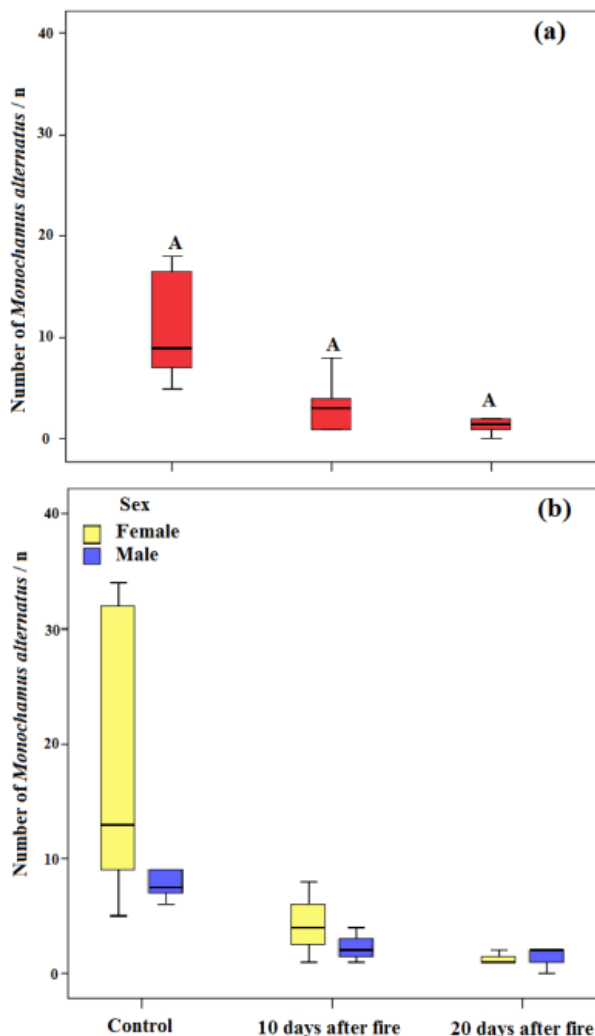 (a)
Number of Monochamus alternatus / n
40
30
20
10
0
A
A
A
(b)
Number of Monochamus alternatus / n
40
30
20
10
0
Sex
Female
Male
Control
10 days after fire
20 days after fire